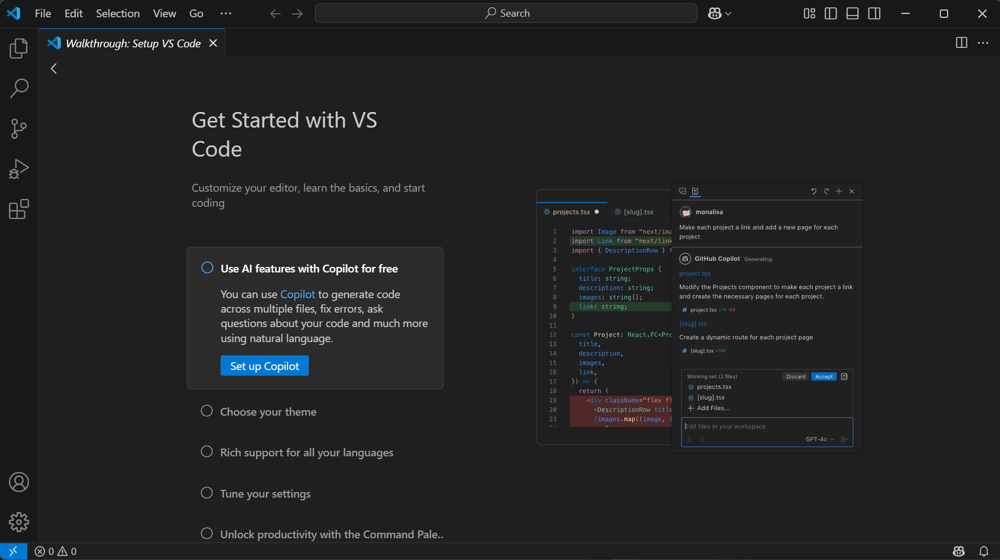 File Edit Selection View Go ···
Search
Walkthrough: Setup VS Code
Get Started with VS
Code
Customize your editor, learn the basics, and start
coding
Use AI features with Copilot for free
You can use Copilot to generate code
across multiple files, fix errors, ask
questions about your code and much more
using natural language.
Set up Copilot
Choose your theme
Rich support for all your languages
Tune your settings
Unlock productivity with the Command Pale..
projects.tsx
[slug].tsx
1 import Image from "next/ima
2 import Link from "next/link
3 import { DescriptionRow } f
4
5 interface ProjectProps {
6 title: string;
7 description: string;
8 images: string[];
9 link: string;
10 }
11
12 const Project: React.FC<Pro
13 title,
14 description,
15 images,
16 link,
17 }) => {
18 return (
19 <div className="flex fl
20 <DescriptionRow title
23 {images.map((image, i
monalisa
Make each project a link and add a new page for each
project
GitHub Copilot Generating.
project.tsx
Modify the Projects component to make each project a link
and create the necessary pages for each project.
# project.tsx +75 -53
[slug].tsx
Create a dynamic route for each project page
# [slug].tsx +108
Working set (2 files) Discard Accept
projects.tsx
[slug].tsx
Add Files...
Edit files in your workspace
GPT-4o
0 0